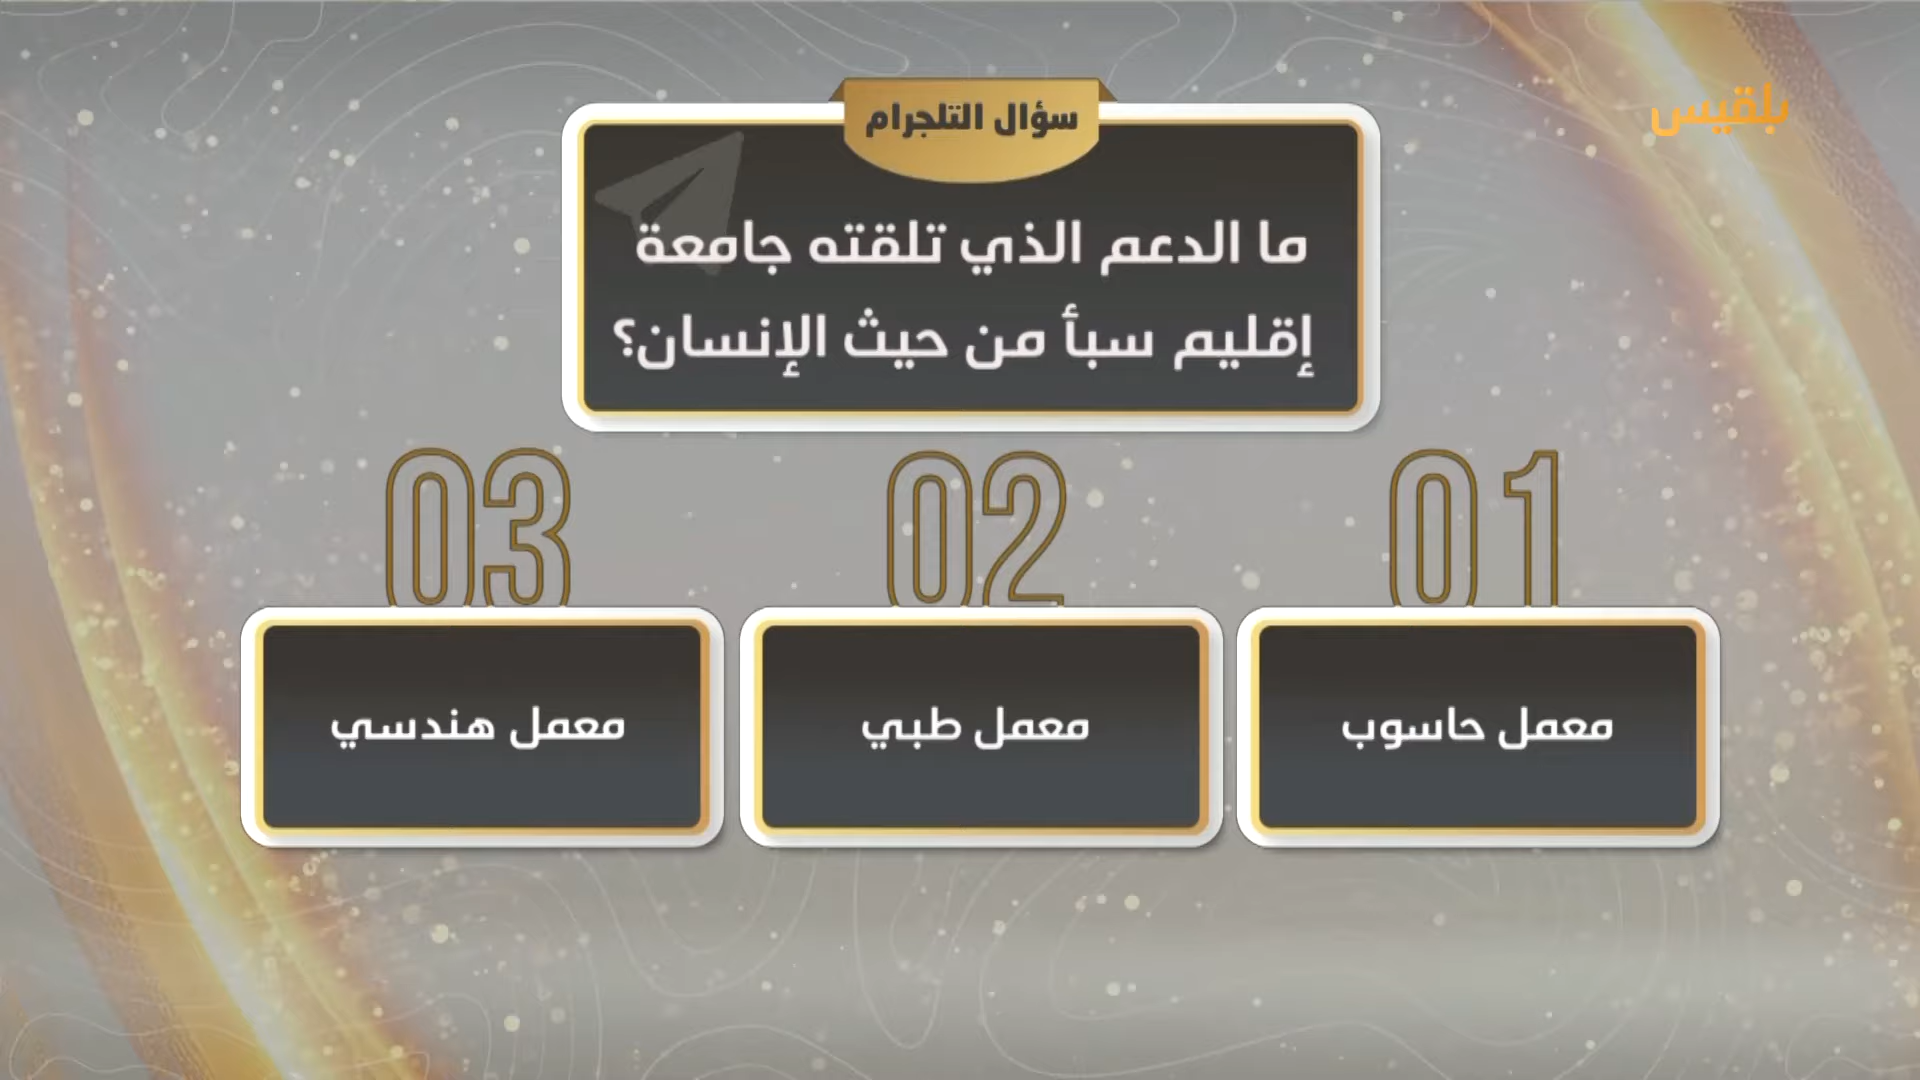 بلقيس
سؤال التلجرام
ما الدعم الذي تلقته جامعة
إقليم سبأ من حيث الإنسان؟
01
02
03
معمل حاسوب
معمل طبي
معمل هندسي